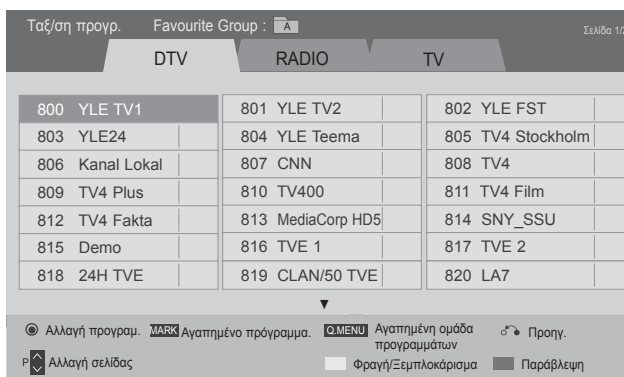 Ταξ/ση προγρ. Favourite Group : A
Σελίδα 1/2
DTV RADIO TV
800 YLE TV1 801 YLE TV2 802 YLE FST
803 YLE24 804 YLE Teema 805 TV4 Stockholm
806 Kanal Lokal 807 CNN 808 TV4
809 TV4 Plus 810 TV400 811 TV4 Film
812 TV4 Fakta 813 MediaCorp HD5 814 SNY_SSU
815 Demo 816 TVE 1 817 TVE 2
818 24H TVE 819 CLAN/50 TVE 820 LA7
Αλλαγή προγραμ. MARK Αγαπημένο πρόγραμμα. Q.MENU Αγαπημένη ομάδα προγραμμάτων Προηγ.
P Αλλαγή σελίδας Φραγή/Ξεμπλοκάρισμα Παράβλεψη